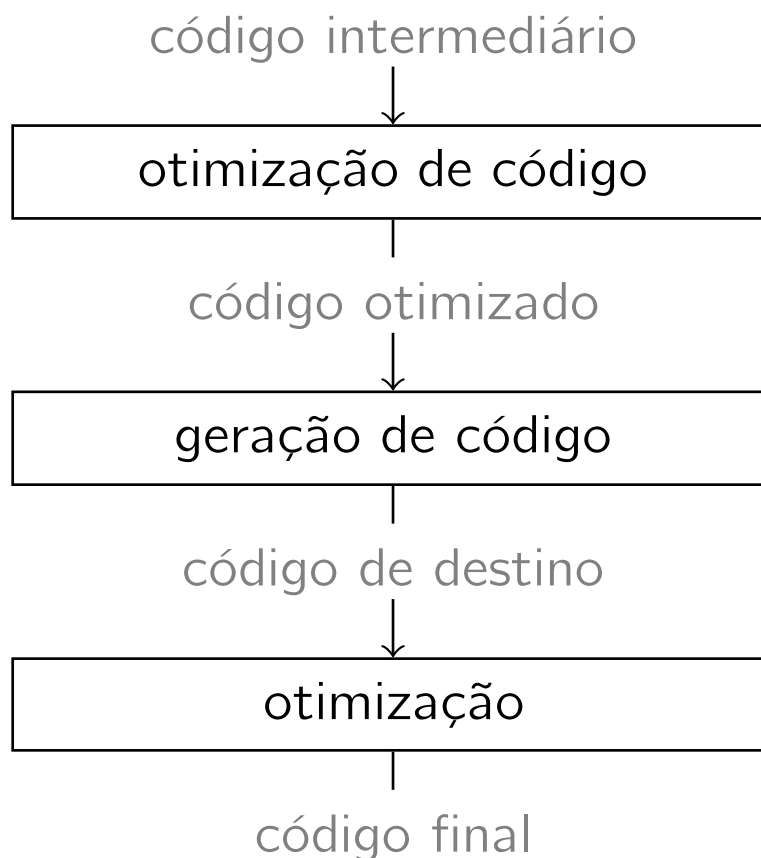 código intermediário
otimização de código
código otimizado
geração de código
código de destino
otimização
código final